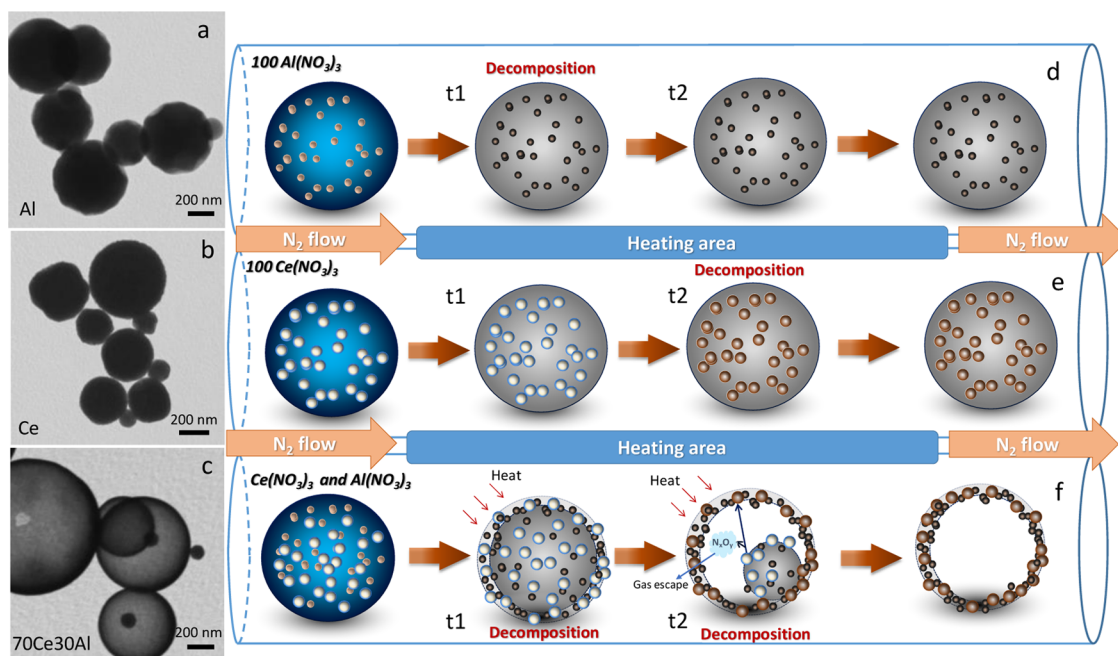 a
Al
200 nm
b
Ce
200 nm
c
70Ce30Al
200 nm
100 Al(NO₃)₃
Decomposition
t1
t2
d
N₂ flow
Heating area
N₂ flow
100 Ce(NO₃)₃
t1
Decomposition
t2
e
N₂ flow
Heating area
N₂ flow
Ce(NO₃)₃ and Al(NO₃)₃
Heat
Heat
f
NₓOᵧ
Gas escape
t1
Decomposition
t2
Decomposition